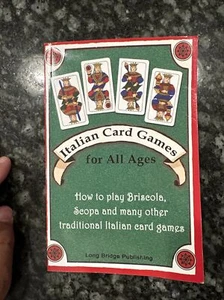 Italian Card Games
for All Ages
How to play Briscola,
Scopa and many other
traditional Italian card games
Long Bridge Publishing